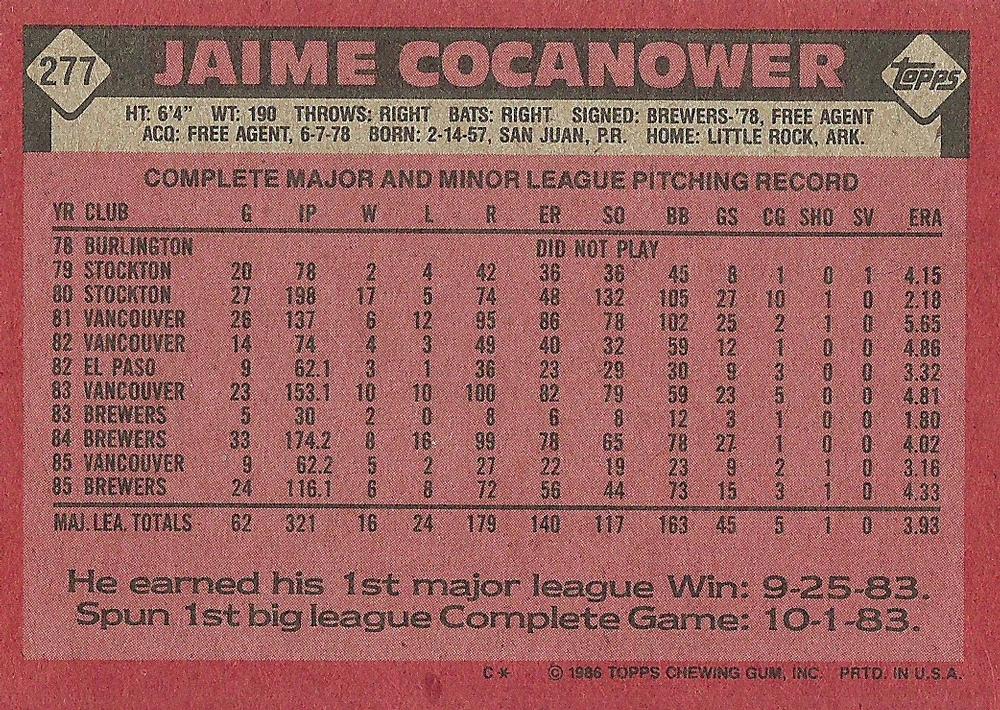 277 JAIME COCANOWER Topps
HT: 6'4" WT: 190 THROWS: RIGHT BATS: RIGHT SIGNED: BREWERS-'78, FREE AGENT
ACQ: FREE AGENT, 6-7-78 BORN: 2-14-57, SAN JUAN, P.R. HOME: LITTLE ROCK, ARK.
COMPLETE MAJOR AND MINOR LEAGUE PITCHING RECORD
YR CLUB G IP W L R ER SO BB GS CG SHO SV ERA
78 BURLINGTON DID NOT PLAY
79 STOCKTON 20 78 2 4 42 36 36 45 8 1 0 1 4.15
80 STOCKTON 27 198 17 5 74 48 132 105 27 10 1 0 2.18
81 VANCOUVER 26 137 6 12 95 86 78 102 25 2 1 0 5.65
82 VANCOUVER 14 74 4 3 49 40 32 59 12 1 0 0 4.86
82 EL PASO 9 62.1 3 1 36 23 29 30 9 3 0 0 3.32
83 VANCOUVER 23 153.1 10 10 100 82 79 59 23 5 0 0 4.81
83 BREWERS 5 30 2 0 8 6 8 12 3 1 0 0 1.80
84 BREWERS 33 174.2 8 16 99 78 65 78 27 1 0 0 4.02
85 VANCOUVER 9 62.2 5 2 27 22 19 23 9 2 1 0 3.16
85 BREWERS 24 116.1 6 8 72 56 44 73 15 3 1 0 4.33
MAJ. LEA. TOTALS 62 321 16 24 179 140 117 163 45 5 1 0 3.93
He earned his 1st major league Win: 9-25-83.
Spun 1st big league Complete Game: 10-1-83.
C* © 1986 TOPPS CHEWING GUM, INC. PRTD. IN U.S.A.